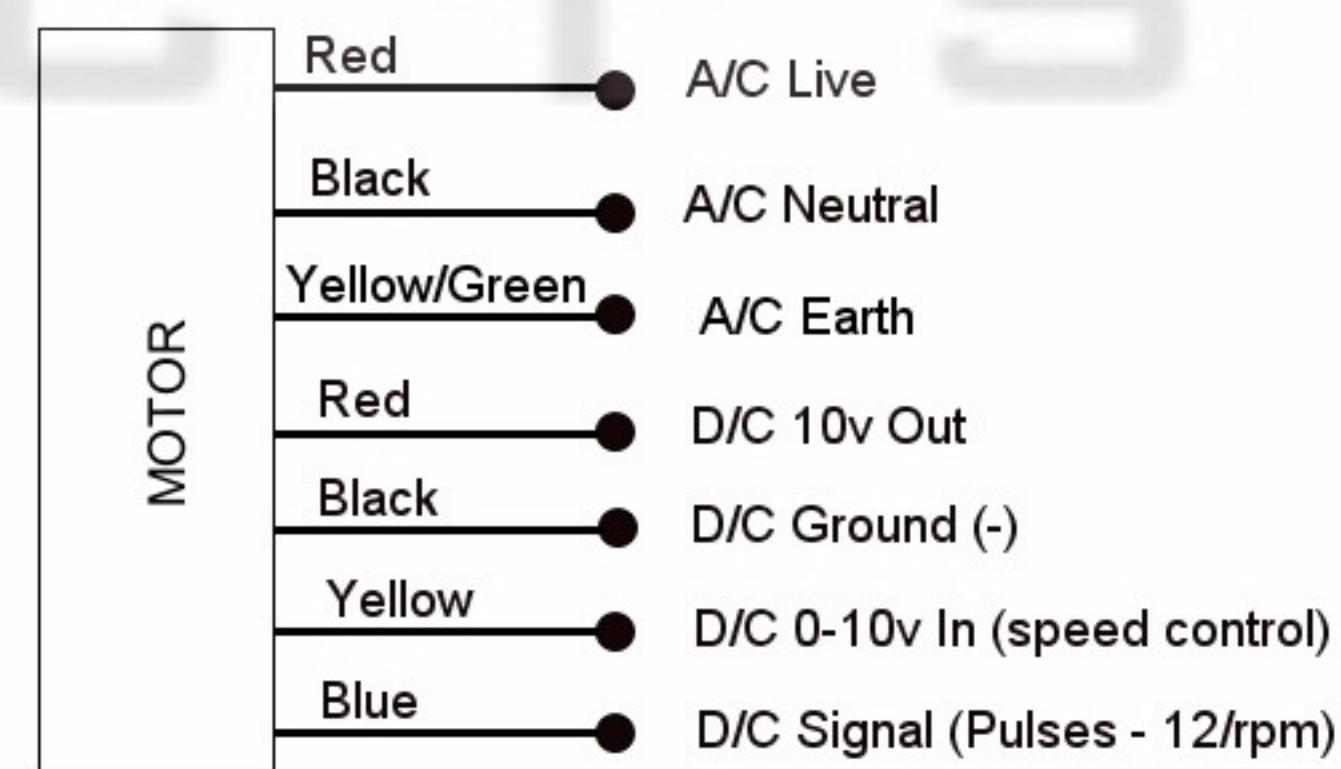 Red A/C Live
Black A/C Neutral
Yellow/Green A/C Earth
MOTOR
Red D/C 10v Out
Black D/C Ground (-)
Yellow D/C 0-10v In (speed control)
Blue D/C Signal (Pulses - 12/rpm)